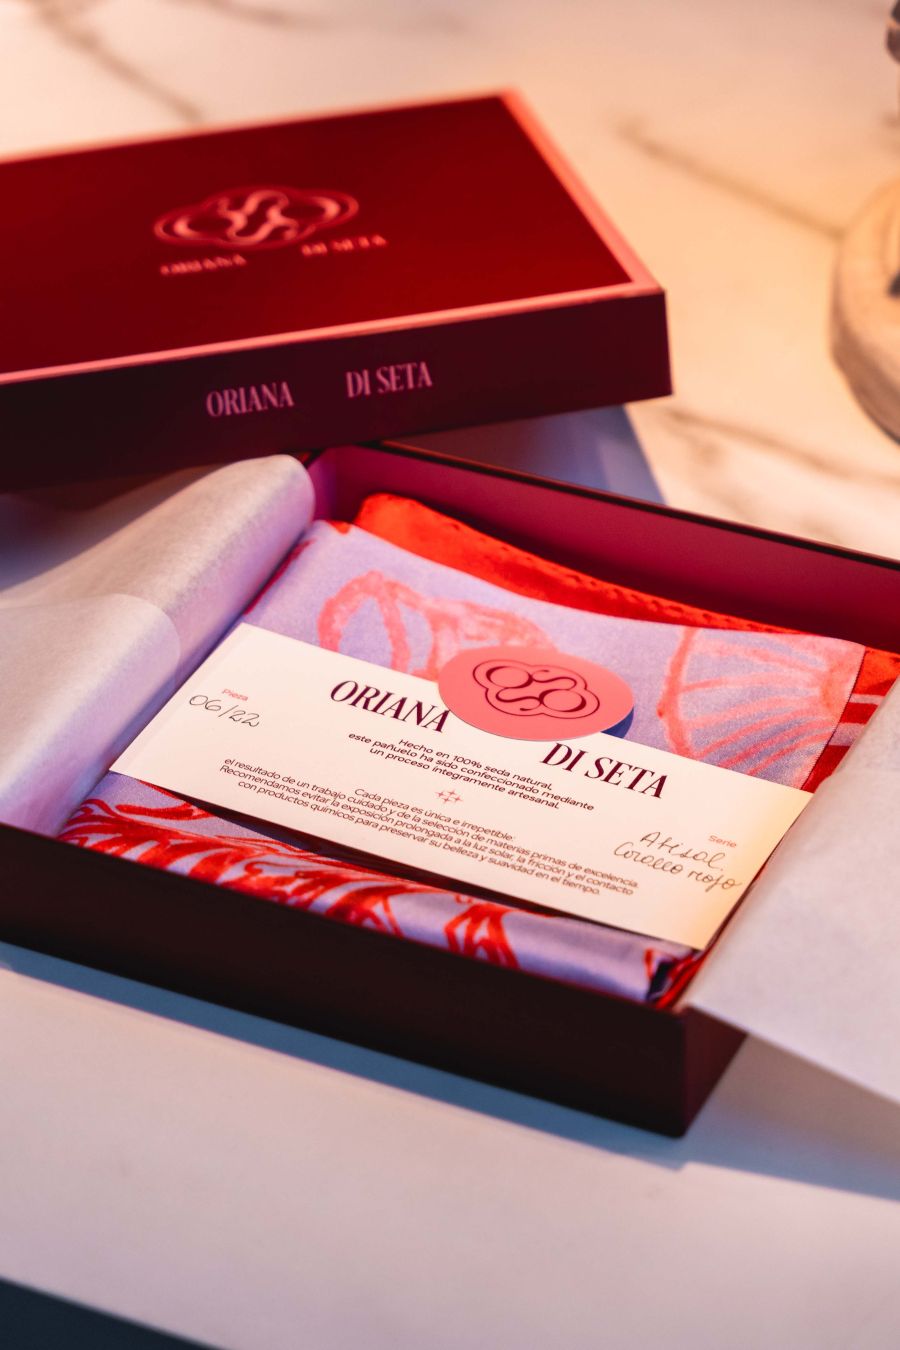 ORIANA DI SETA
ORIANA DI SETA
Pieza
06/22
ORIANA
DI SETA
Hecho en 100% seda natural,
este pañuelo ha sido confeccionado mediante
un proceso íntegramente artesanal.
Cada pieza es única e irrepetible:
el resultado de un trabajo cuidado y de la selección de materias primas de excelencia.
Recomendamos evitar la exposición prolongada a la luz solar, la fricción y el contacto
con productos químicos para preservar su belleza y suavidad en el tiempo.
Serie
Corallo rojo